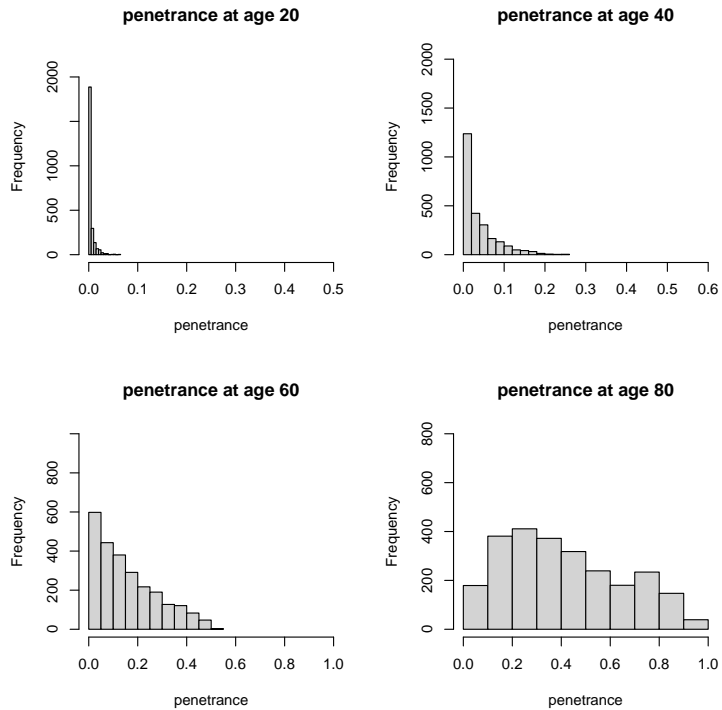 penetrance at age 20
Frequency
0 500 1000 2000
0.0 0.1 0.2 0.3 0.4 0.5
penetrance
penetrance at age 40
Frequency
0 500 1000 1500 2000
0.0 0.1 0.2 0.3 0.4 0.5 0.6
penetrance
penetrance at age 60
Frequency
0 200 400 600 800
0.0 0.2 0.4 0.6 0.8 1.0
penetrance
penetrance at age 80
Frequency
0 200 400 600 800
0.0 0.2 0.4 0.6 0.8 1.0
penetrance